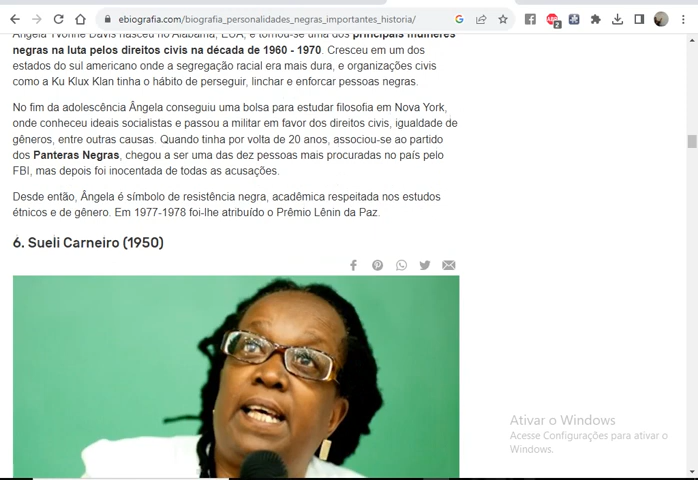 ebiografia.com/biografia_personalidades_negras_importantes_historia/
2
Ângela Yvonne Davis nasceu no Alabama, EUA, e tornou-se uma das principais mulheres
negras na luta pelos direitos civis na década de 1960 - 1970. Cresceu em um dos
estados do sul americano onde a segregação racial era mais dura, e organizações civis
como a Ku Klux Klan tinha o hábito de perseguir, linchar e enforcar pessoas negras.
No fim da adolescência Ângela conseguiu uma bolsa para estudar filosofia em Nova York,
onde conheceu ideais socialistas e passou a militar em favor dos direitos civis, igualdade de
gêneros, entre outras causas. Quando tinha por volta de 20 anos, associou-se ao partido
dos Panteras Negras, chegou a ser uma das dez pessoas mais procuradas no país pelo
FBI, mas depois foi inocentada de todas as acusações.
Desde então, Ângela é símbolo de resistência negra, acadêmica respeitada nos estudos
étnicos e de gênero. Em 1977-1978 foi-lhe atribuído o Prêmio Lênin da Paz.
6. Sueli Carneiro (1950)
Ativar o Windows
Acesse Configurações para ativar o
Windows.